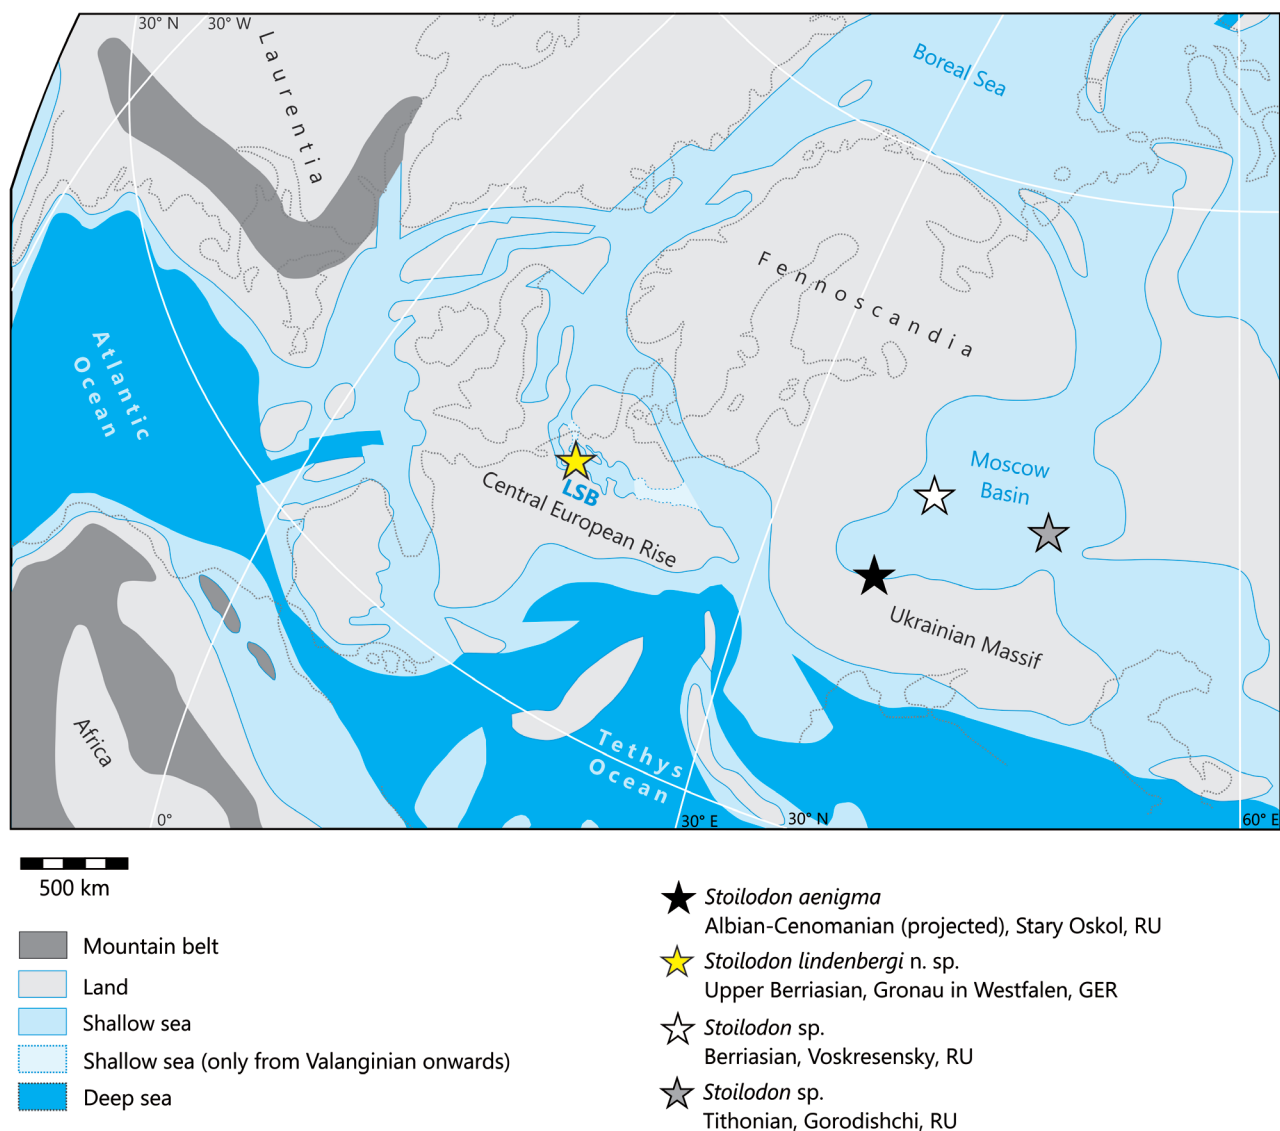 30° N
30° W
Laurentia
Boreal Sea
Fennoscandia
Atlantic
Ocean
Moscow
Basin
LSB
Central European Rise
Ukrainian Massif
Africa
Tethys
Ocean
0°
30° E
30° N
60° E
500 km
Mountain belt
Land
Shallow sea
Shallow sea (only from Valanginian onwards)
Deep sea
Stoilodon aenigma
Albian-Cenomanian (projected), Stary Oskol, RU
Stoilodon lindenbergi n. sp.
Upper Berriasian, Gronau in Westfalen, GER
Stoilodon sp.
Berriasian, Voskresensky, RU
Stoilodon sp.
Tithonian, Gorodishchi, RU